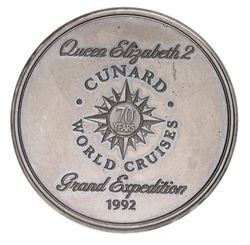 Queen Elizabeth 2
· CUNARD ·
70
YEARS
WORLD CRUISES
Grand Expedition
1992